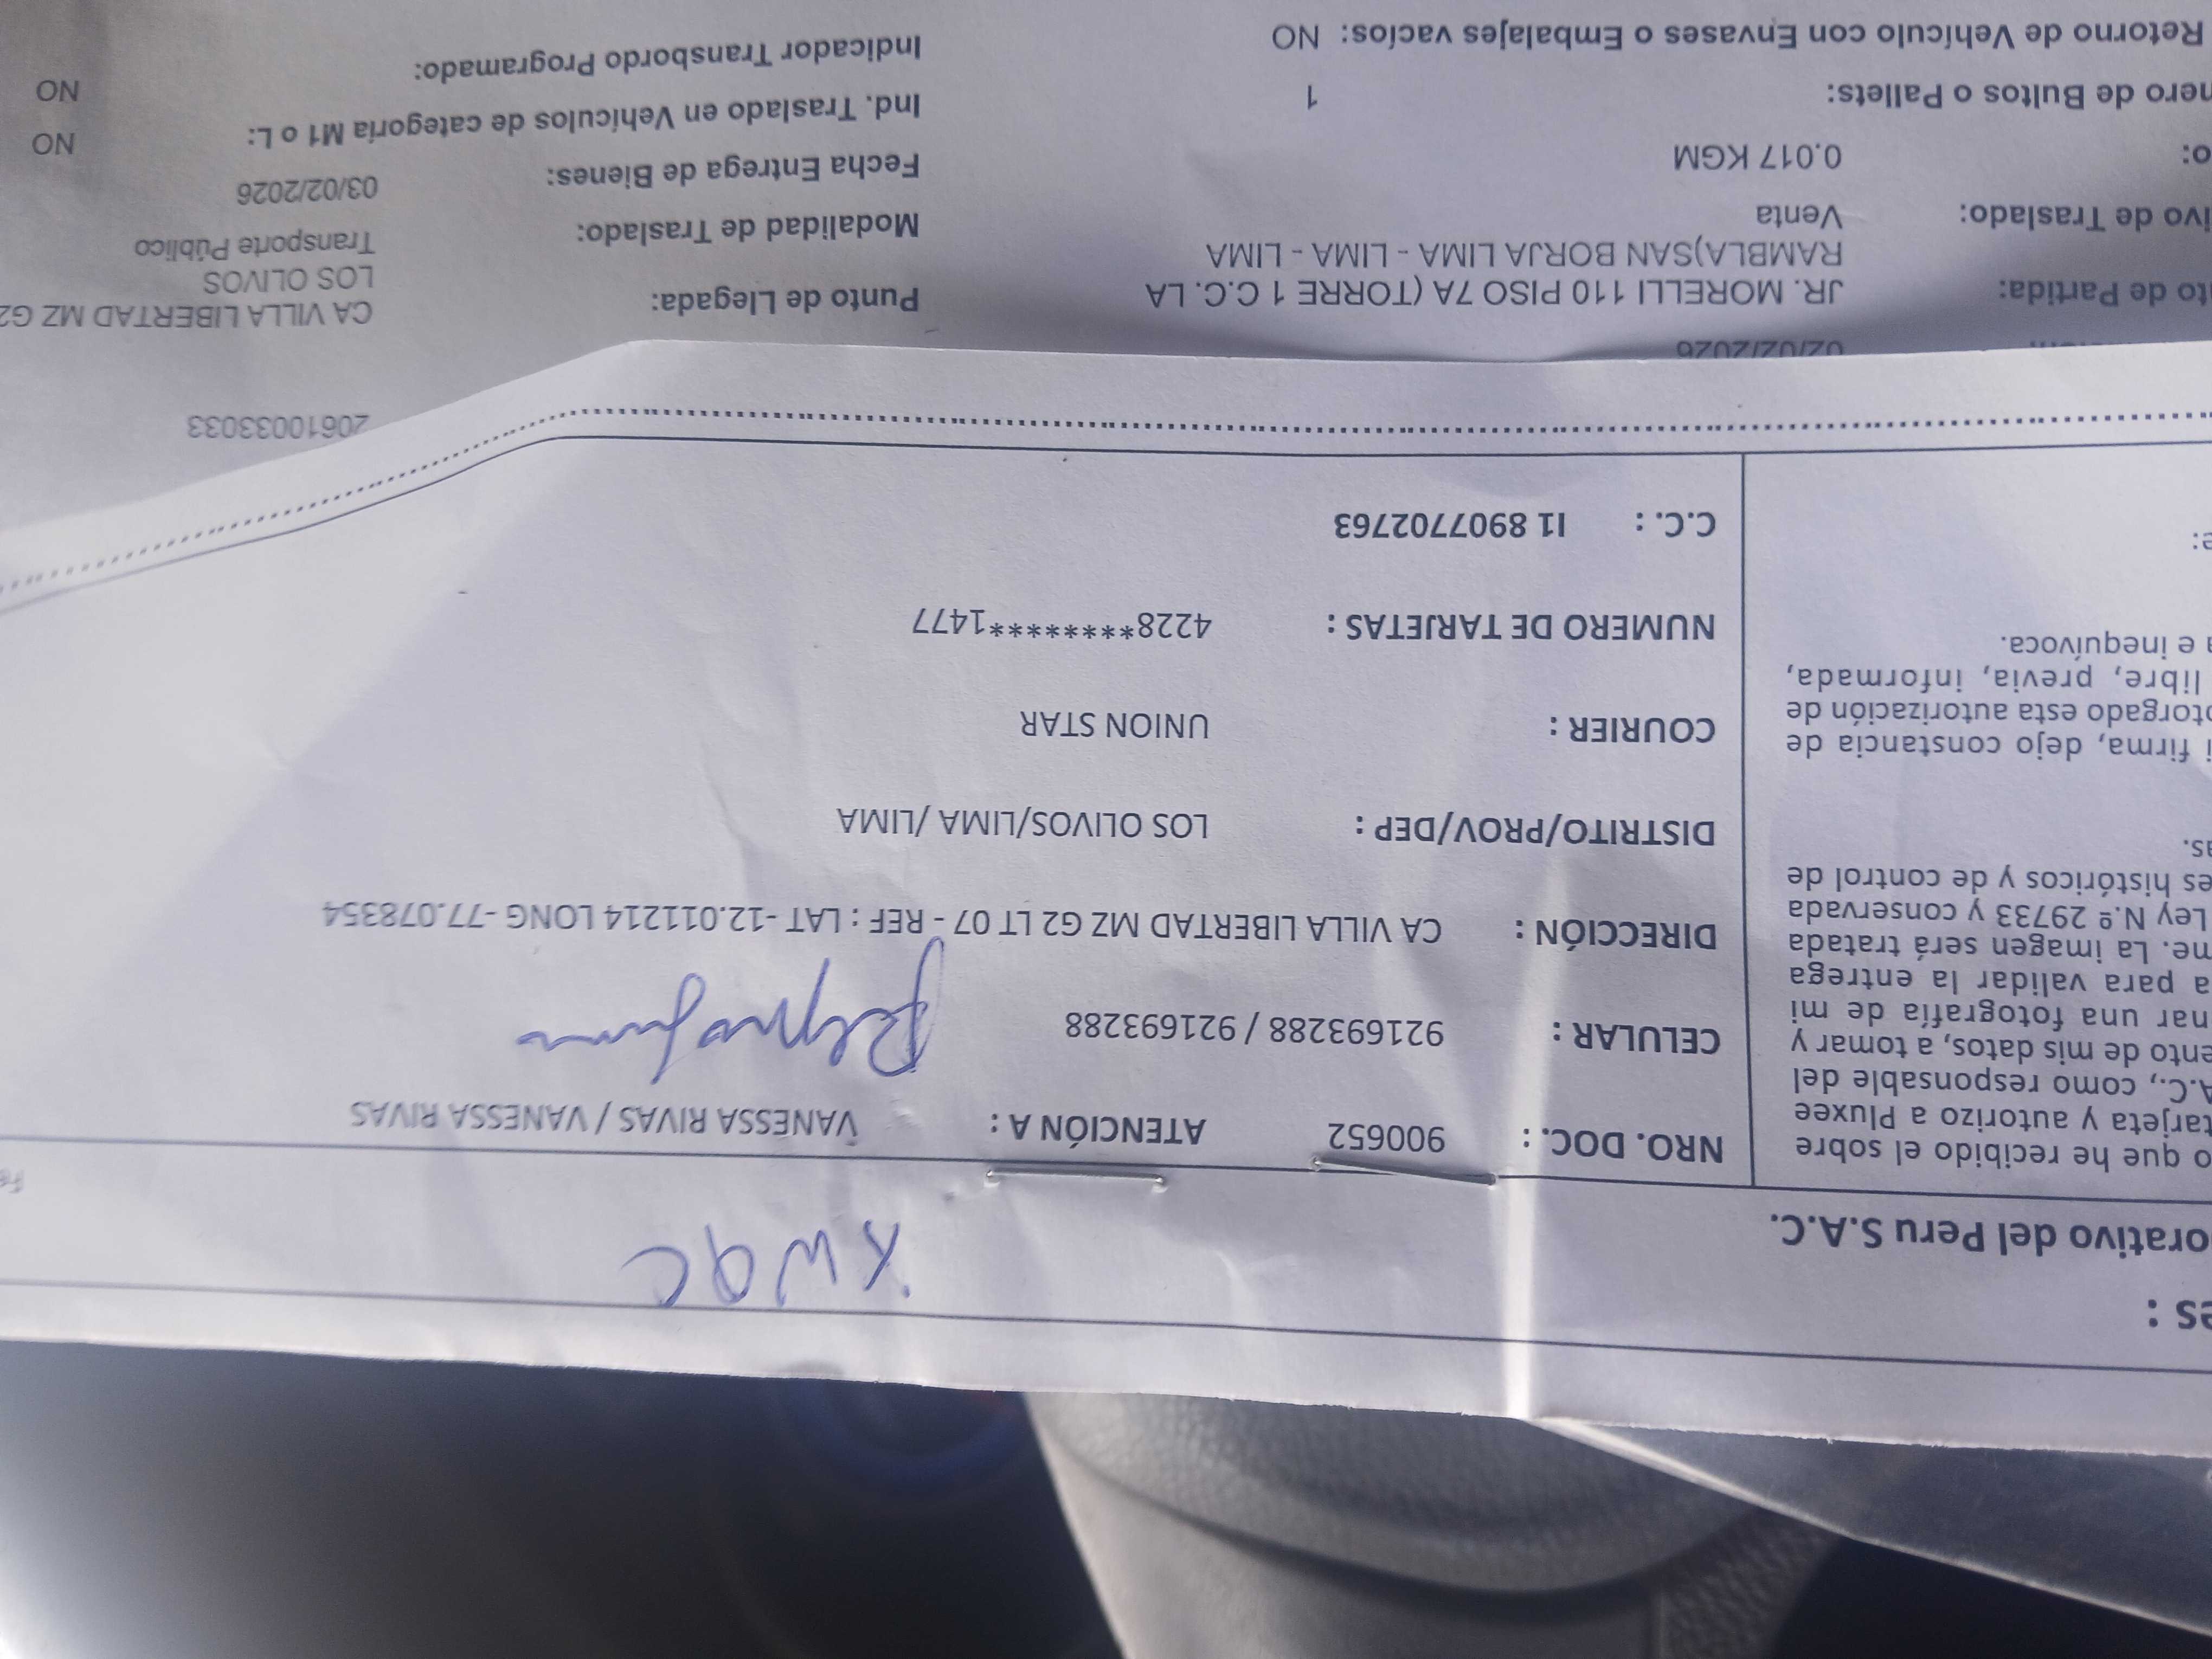 es :
orativo del Peru S.A.C.
o que he recibido el sobre
tarjeta y autorizo a Pluxee
A.C., como responsable del
ento de mis datos, a tomar y
nar una fotografía de mi
a para validar la entrega
me. La imagen será tratada
Ley N.º 29733 y conservada
es históricos y de control de
as.
i firma, dejo constancia de
otorgado esta autorización de
libre, previa, informada,
a e inequívoca.
e:
NRO. DOC. : 900652 ATENCIÓN A : VANESSA RIVAS / VANESSA RIVAS
CELULAR : 921693288 / 921693288
DIRECCIÓN : CA VILLA LIBERTAD MZ G2 LT 07 - REF : LAT -12.011214 LONG -77.078354
DISTRITO/PROV/DEP : LOS OLIVOS/LIMA /LIMA
COURIER : UNION STAR
NUMERO DE TARJETAS : 4228*********1477
C.C. : I1 8907702763
20610033033
02/02/2026
nto de Partida: JR. MORELLI 110 PISO 7A (TORRE 1 C.C. LA
RAMBLA)SAN BORJA LIMA - LIMA - LIMA
Punto de Llegada: CA VILLA LIBERTAD MZ G2
LOS OLIVOS
ivo de Traslado: Venta
Modalidad de Traslado: Transporte Público
o: 0.017 KGM
Fecha Entrega de Bienes: 03/02/2026
nero de Bultos o Pallets: 1
Ind. Traslado en Vehículos de categoría M1 o L: NO
Retorno de Vehículo con Envases o Embalajes vacíos: NO
Indicador Transbordo Programado: NO